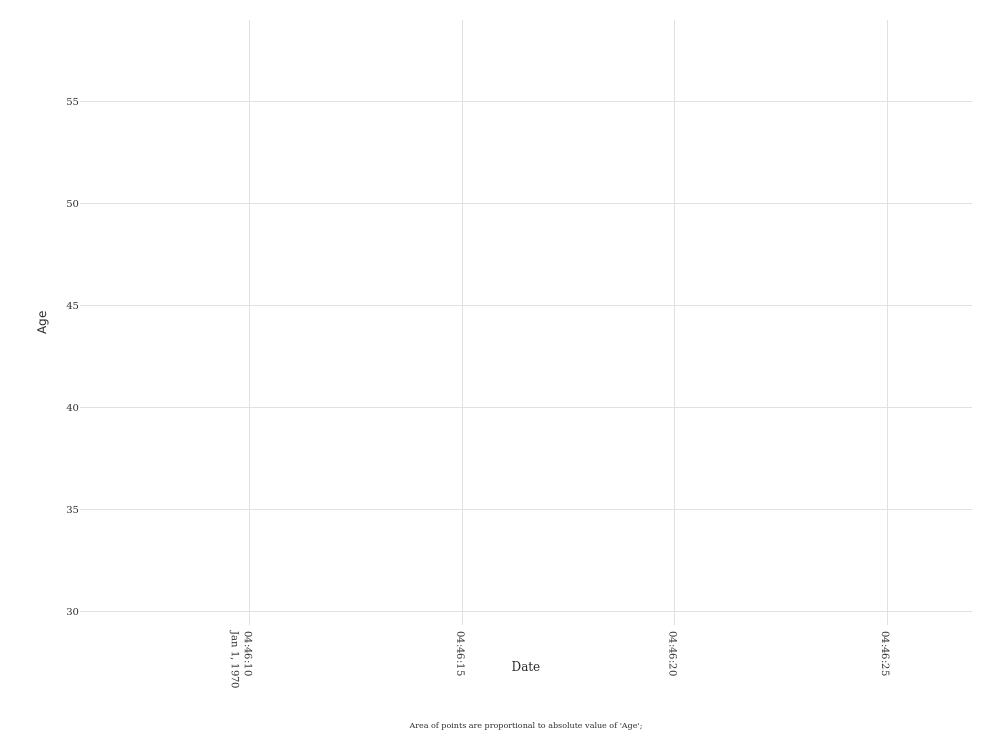 55
50
45
Age
40
35
30
04:46:10
Jan 1, 1970
04:46:15
04:46:20
04:46:25
Date
Area of points are proportional to absolute value of 'Age';